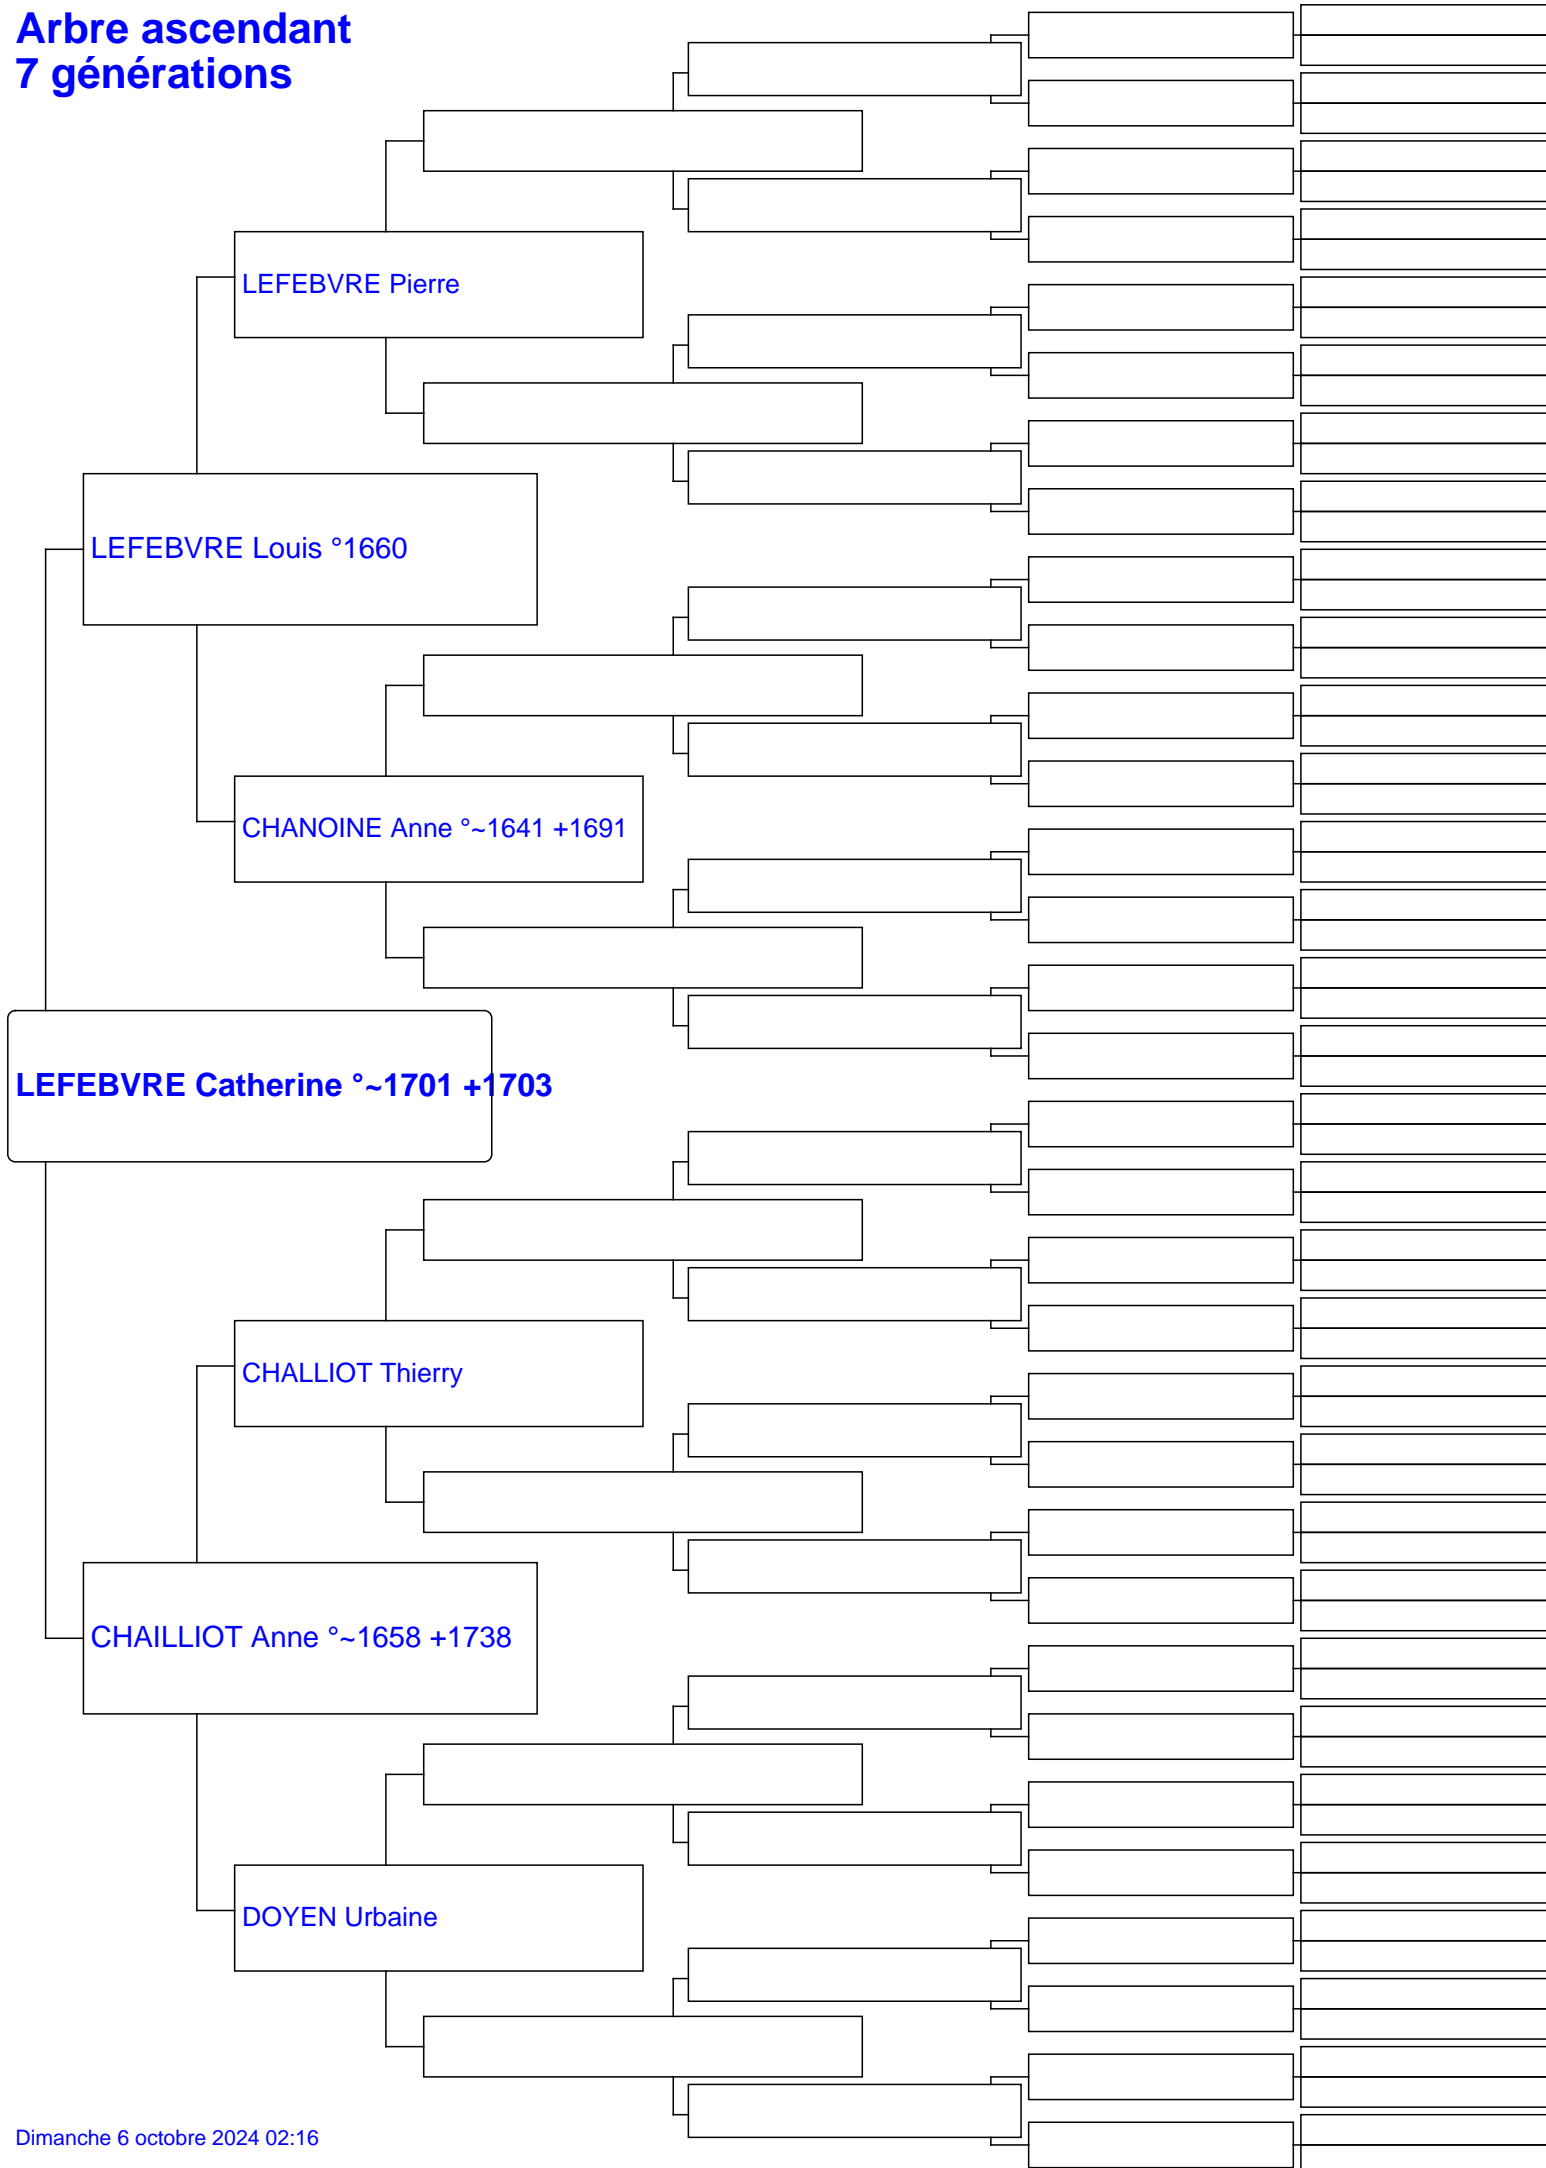 Arbre ascendant
7 générations
LEFEBVRE Pierre
LEFEBVRE Louis °1660
CHANOINE Anne °~1641 +1691
LEFEBVRE Catherine °~1701 +1703
CHALLIOT Thierry
CHAILLIOT Anne °~1658 +1738
DOYEN Urbaine
Dimanche 6 octobre 2024 02:16